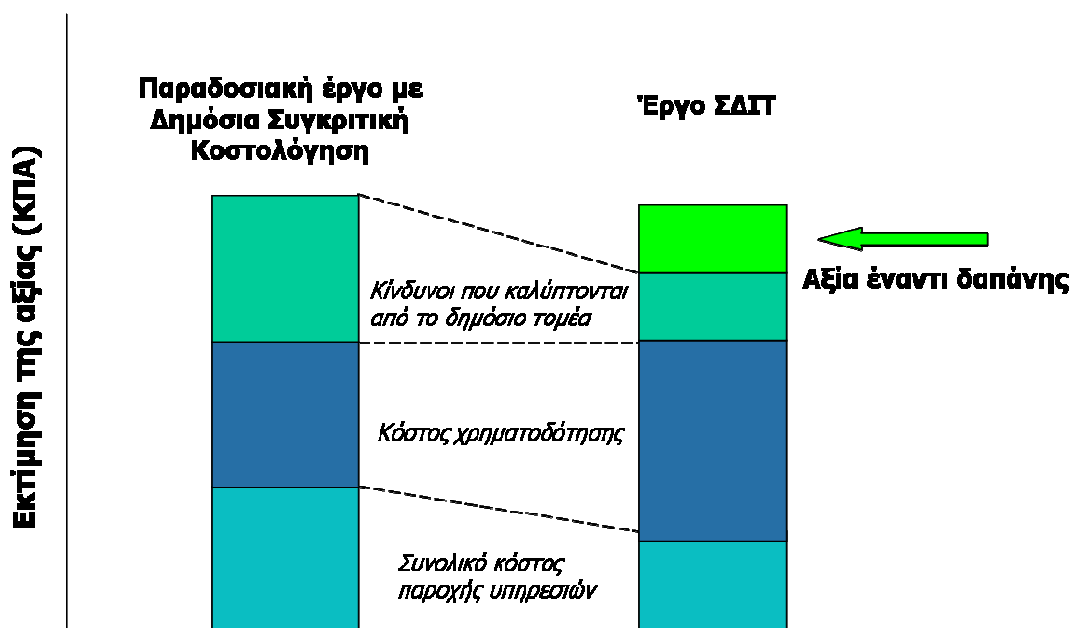 Παραδοσιακή έργο με
Δημόσια Συγκριτική
Κοστολόγηση
Έργο ΣΔΙΤ
Εκτίμηση της αξίας (ΚΠΑ)
Αξία έναντι δαπάνης
Κίνδυνοι που καλύπτονται
από το δημόσιο τομέα
Κόστος χρηματοδότησης
Συνολικό κόστος
παροχής υπηρεσιών